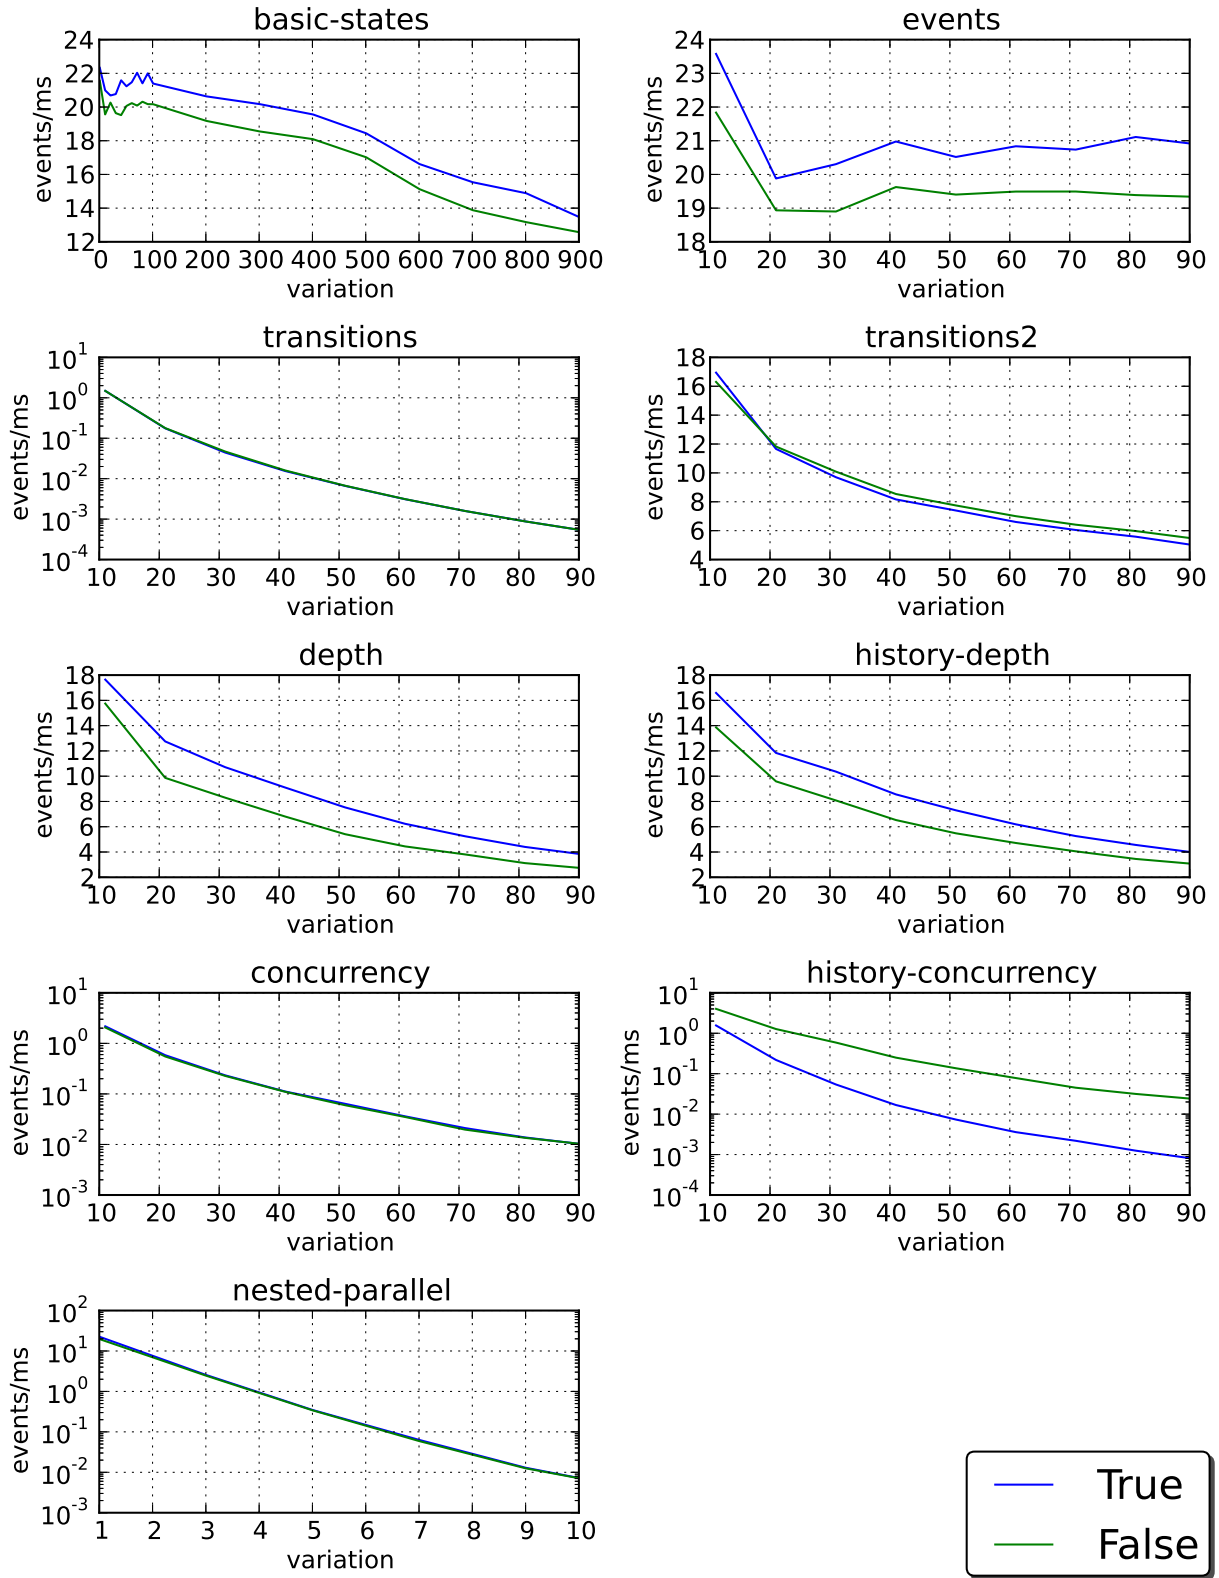 basic-states
events/ms
24
22
20
18
16
14
12
0 100 200 300 400 500 600 700 800 900
variation
events
events/ms
24
23
22
21
20
19
18
10 20 30 40 50 60 70 80 90
variation
transitions
events/ms
10^1
10^0
10^-1
10^-2
10^-3
10^-4
10 20 30 40 50 60 70 80 90
variation
transitions2
events/ms
18
16
14
12
10
8
6
4
10 20 30 40 50 60 70 80 90
variation
depth
events/ms
18
16
14
12
10
8
6
4
2
10 20 30 40 50 60 70 80 90
variation
history-depth
events/ms
18
16
14
12
10
8
6
4
2
10 20 30 40 50 60 70 80 90
variation
concurrency
events/ms
10^1
10^0
10^-1
10^-2
10^-3
10 20 30 40 50 60 70 80 90
variation
history-concurrency
events/ms
10^1
10^0
10^-1
10^-2
10^-3
10^-4
10 20 30 40 50 60 70 80 90
variation
nested-parallel
events/ms
10^2
10^1
10^0
10^-1
10^-2
10^-3
1 2 3 4 5 6 7 8 9 10
variation
True
False